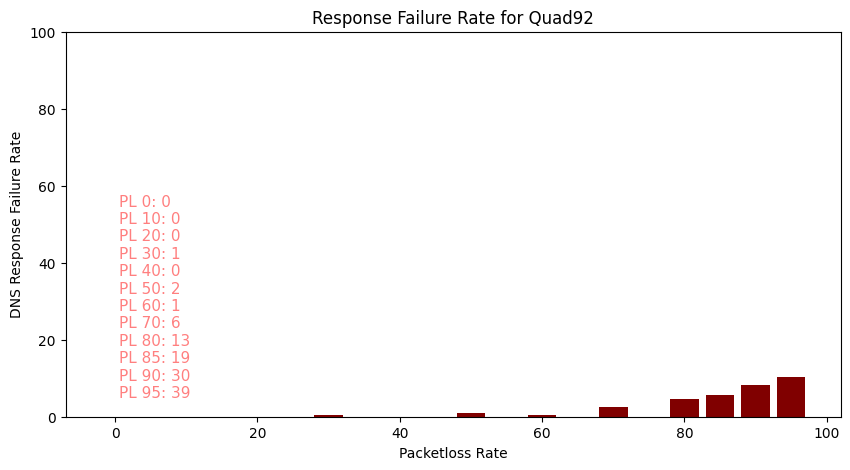 Response Failure Rate for Quad92
100
80
60
40
20
0
DNS Response Failure Rate
PL 0: 0
PL 10: 0
PL 20: 0
PL 30: 1
PL 40: 0
PL 50: 2
PL 60: 1
PL 70: 6
PL 80: 13
PL 85: 19
PL 90: 30
PL 95: 39
0 20 40 60 80 100
Packetloss Rate